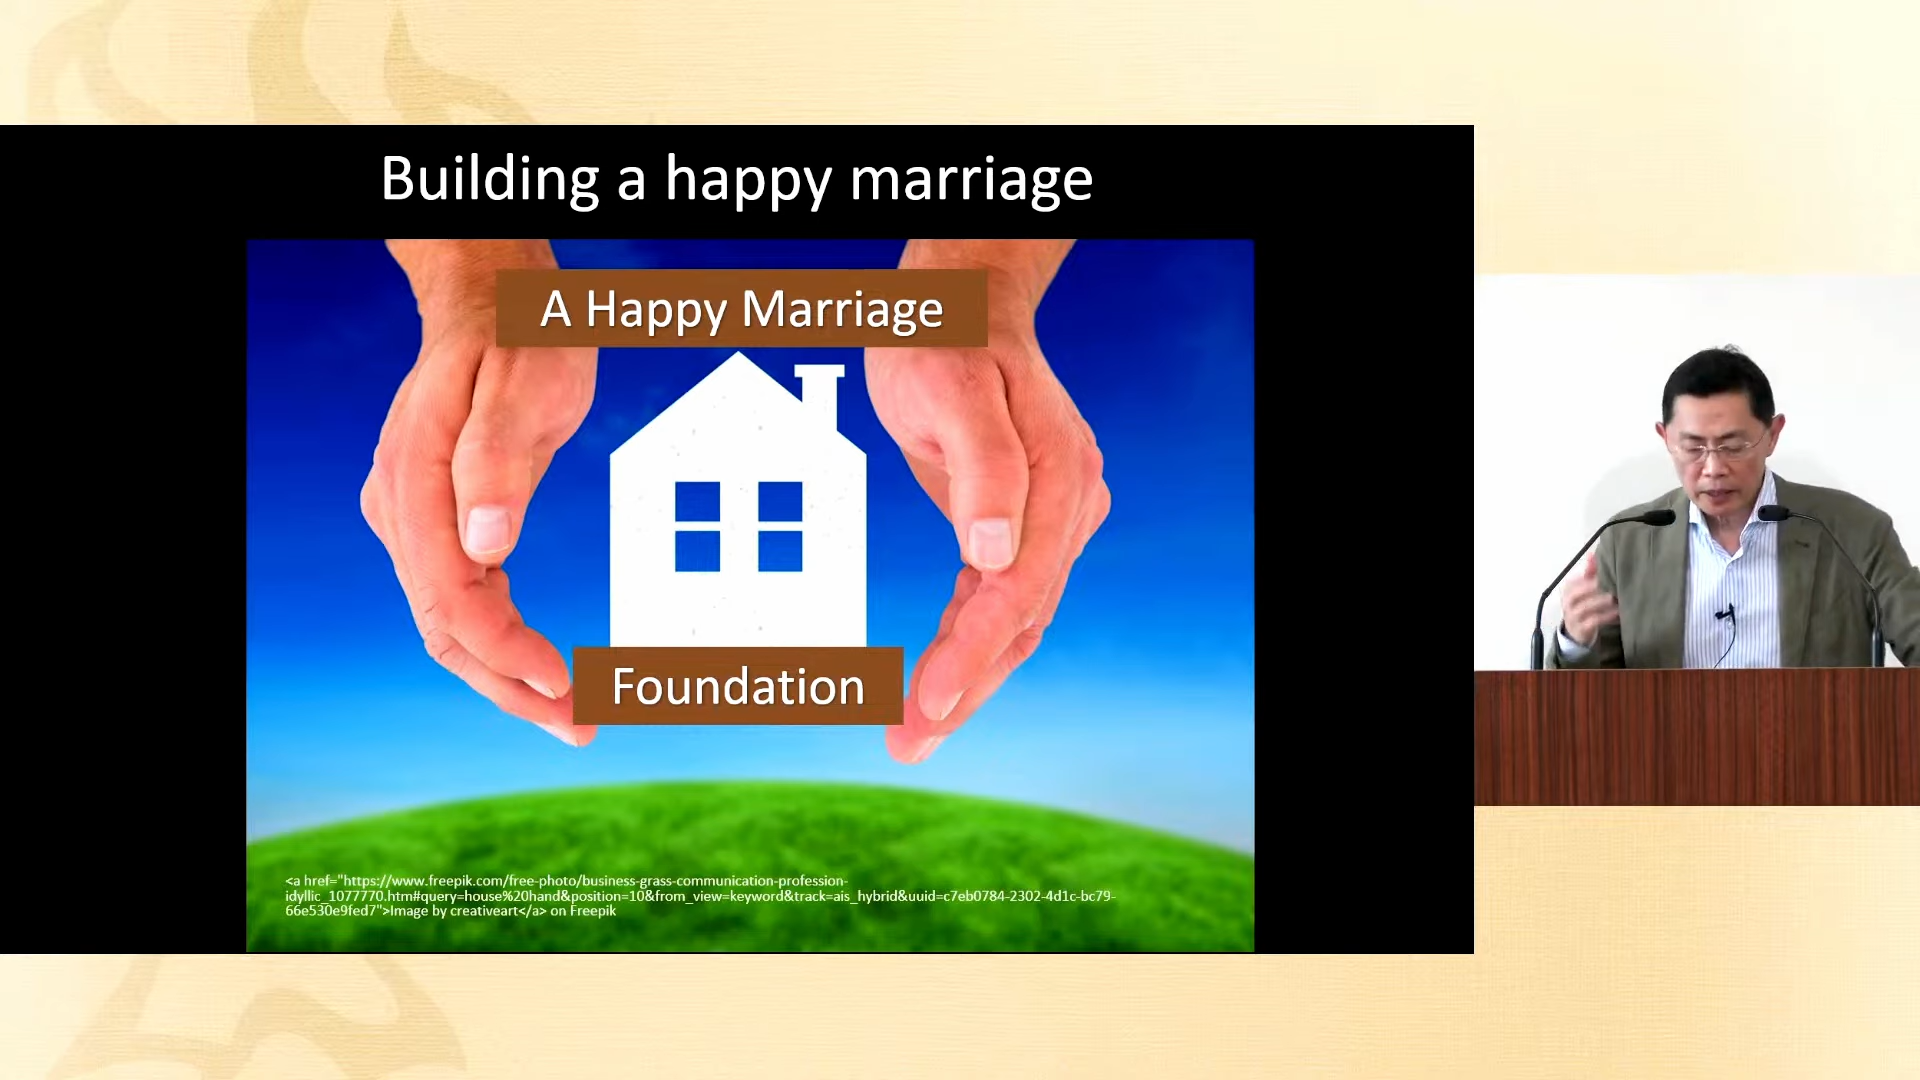 Building a happy marriage
A Happy Marriage
Foundation
<a href="https://www.freepik.com/free-photo/business-grass-communication-profession-
idyllic_1077770.htm#query=house%20hand&position=10&from_view=keyword&track=ais_hybrid&uuid=c7eb0784-2302-4d1c-bc79-
66e530e9fed7">Image by creativeart</a> on Freepik